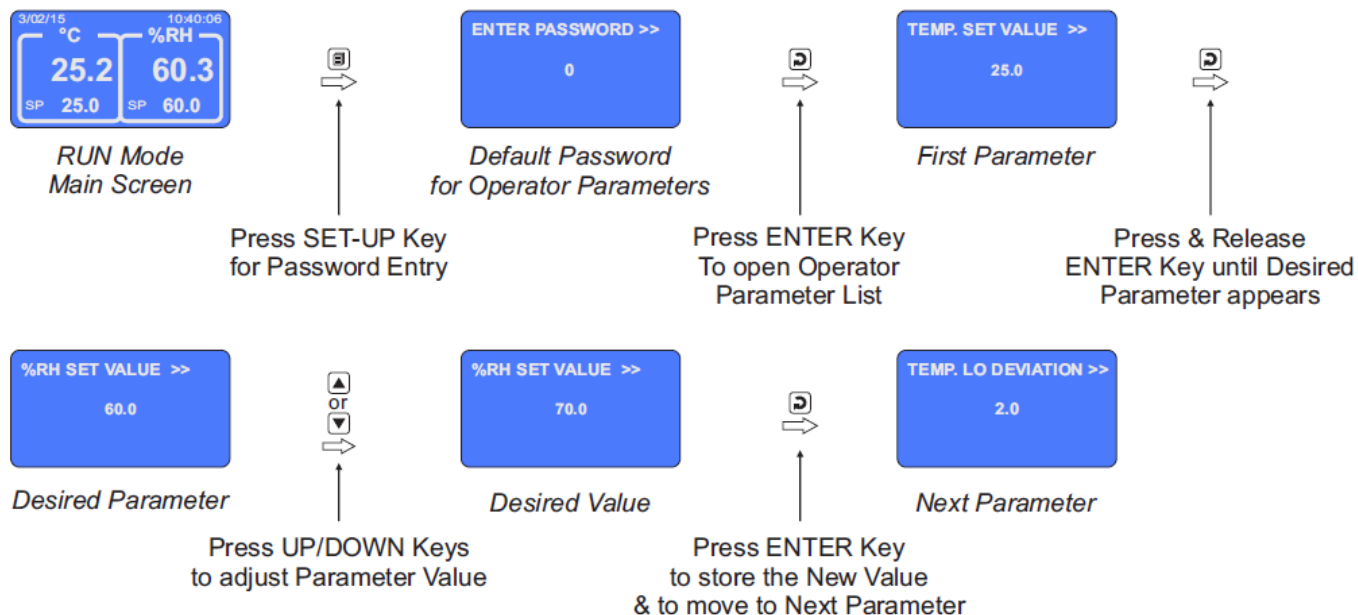 3/02/15 10:40:06
°C %RH
25.2 60.3
SP 25.0 SP 60.0
ENTER PASSWORD >>
0
TEMP. SET VALUE >>
25.0
RUN Mode
Main Screen
Default Password
for Operator Parameters
First Parameter
Press SET-UP Key
for Password Entry
Press ENTER Key
To open Operator
Parameter List
Press & Release
ENTER Key until Desired
Parameter appears
%RH SET VALUE >>
60.0
or
%RH SET VALUE >>
70.0
TEMP. LO DEVIATION >>
2.0
Desired Parameter
Desired Value
Next Parameter
Press UP/DOWN Keys
to adjust Parameter Value
Press ENTER Key
to store the New Value
& to move to Next Parameter